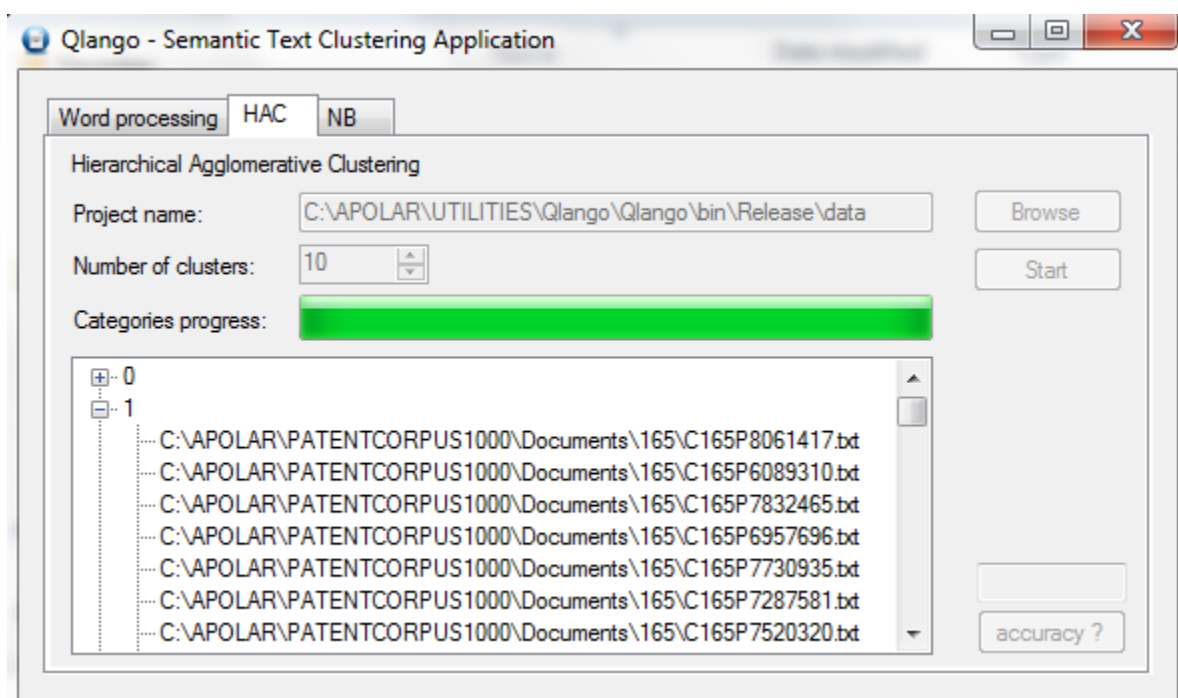 Qlango - Semantic Text Clustering Application
Word processing HAC NB
Hierarchical Agglomerative Clustering
Project name: C:\APOLAR\UTILITIES\Qlango\Qlango\bin\Release\data Browse
Number of clusters: 10 Start
Categories progress:
0
1
C:\APOLAR\PATENTCORPUS1000\Documents\165\C165P8061417.txt
C:\APOLAR\PATENTCORPUS1000\Documents\165\C165P6089310.txt
C:\APOLAR\PATENTCORPUS1000\Documents\165\C165P7832465.txt
C:\APOLAR\PATENTCORPUS1000\Documents\165\C165P6957696.txt
C:\APOLAR\PATENTCORPUS1000\Documents\165\C165P7730935.txt
C:\APOLAR\PATENTCORPUS1000\Documents\165\C165P7287581.txt
C:\APOLAR\PATENTCORPUS1000\Documents\165\C165P7520320.txt
accuracy ?